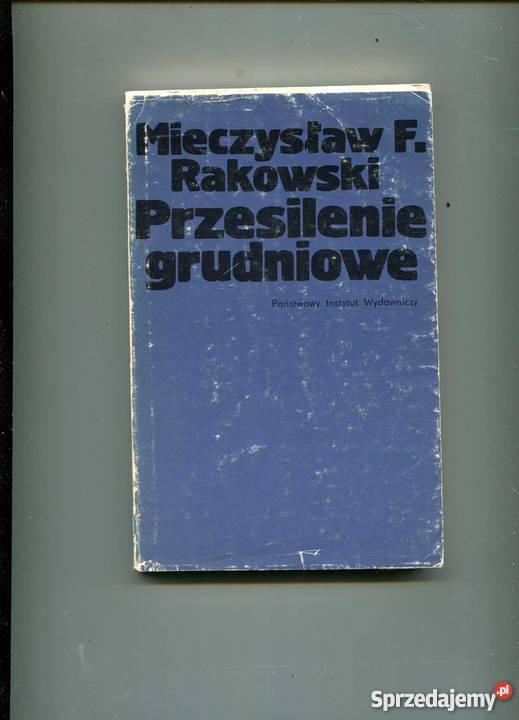 Mieczysław F.
Rakowski
Przesilenie
grudniowe
Państwowy Instytut Wydawniczy
Sprzedajemy.pl